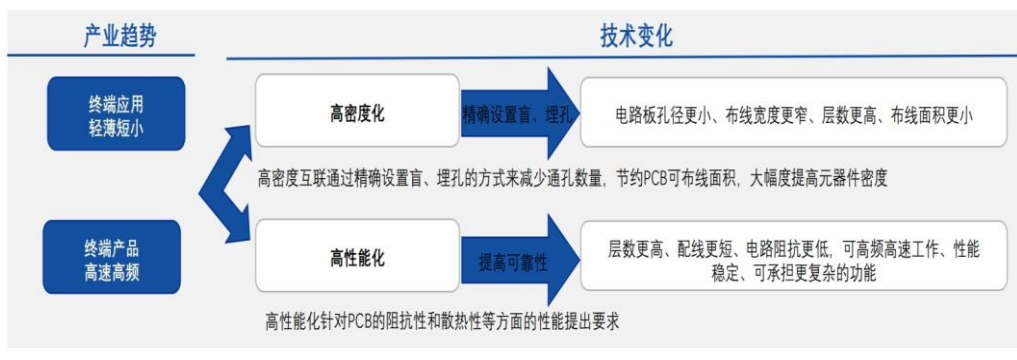 产业趋势
技术变化
终端应用
轻薄短小
高密度化
精确设置盲、埋孔
电路板孔径更小、布线宽度更窄、层数更高、布线面积更小
高密度互联通过精确设置盲、埋孔的方式来减少通孔数量，节约PCB可布线面积，大幅度提高元器件密度
终端产品
高速高频
高性能化
提高可靠性
层数更高、配线更短、电路阻抗更低，可高频高速工作、性能
稳定、可承担更复杂的功能
高性能化针对PCB的阻抗性和散热性等方面的性能提出要求